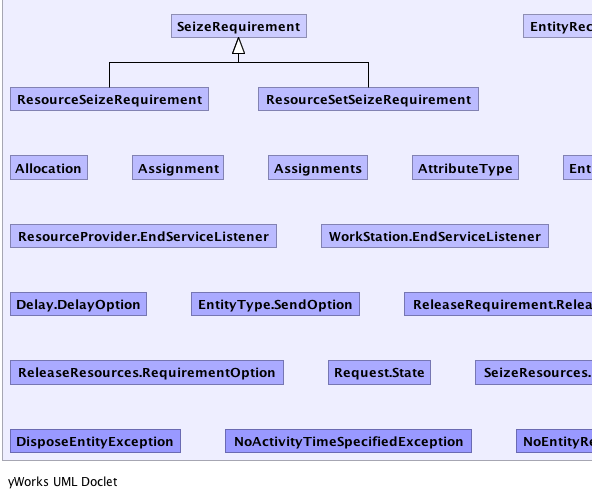 SeizeRequirement EntityRec
ResourceSeizeRequirement ResourceSetSeizeRequirement
Allocation Assignment Assignments AttributeType Ent
ResourceProvider.EndServiceListener WorkStation.EndServiceListener
Delay.DelayOption EntityType.SendOption ReleaseRequirement.Relea
ReleaseResources.RequirementOption Request.State SeizeResources.
DisposeEntityException NoActivityTimeSpecifiedException NoEntityRe
yWorks UML Doclet